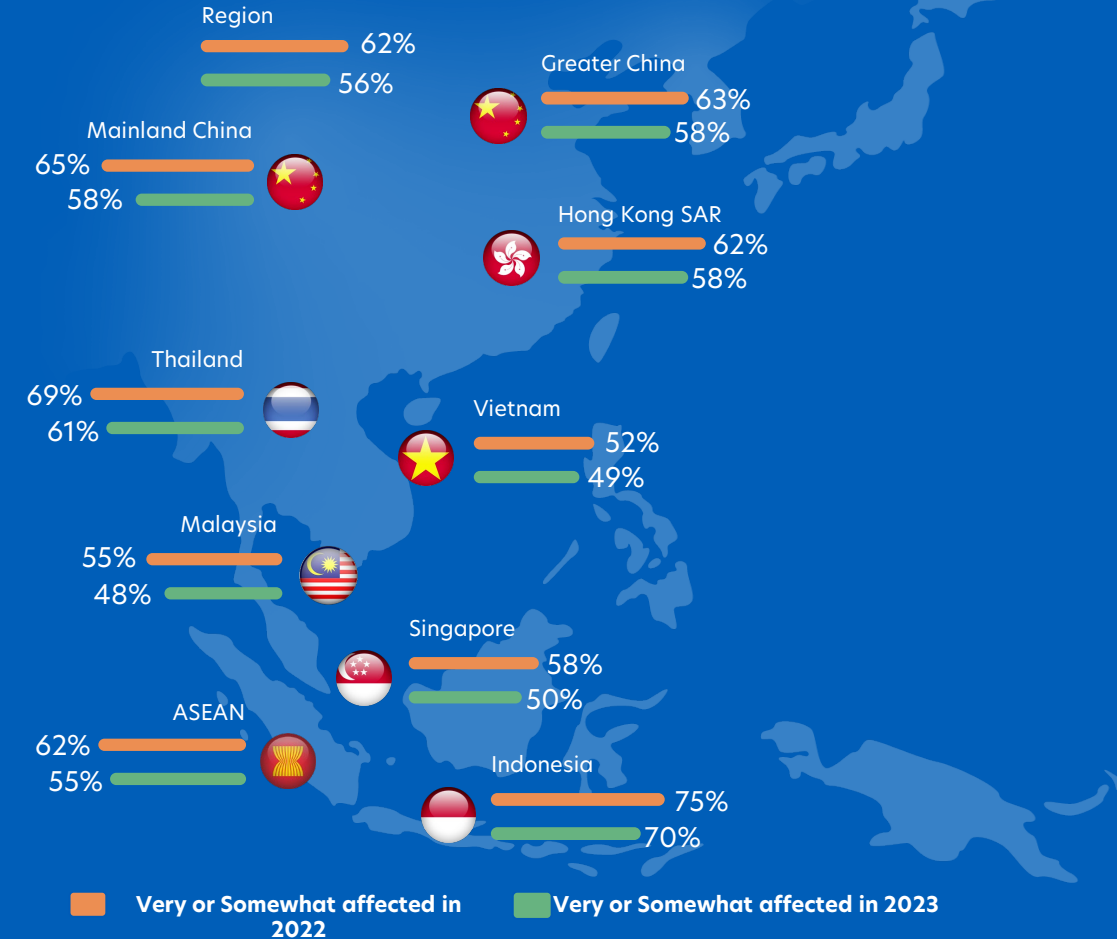 Region
62%
56%
Greater China
63%
58%
Mainland China
65%
58%
Hong Kong SAR
62%
58%
Thailand
69%
61%
Vietnam
52%
49%
Malaysia
55%
48%
Singapore
58%
50%
ASEAN
62%
55%
Indonesia
75%
70%
Very or Somewhat affected in
2022
Very or Somewhat affected in 2023